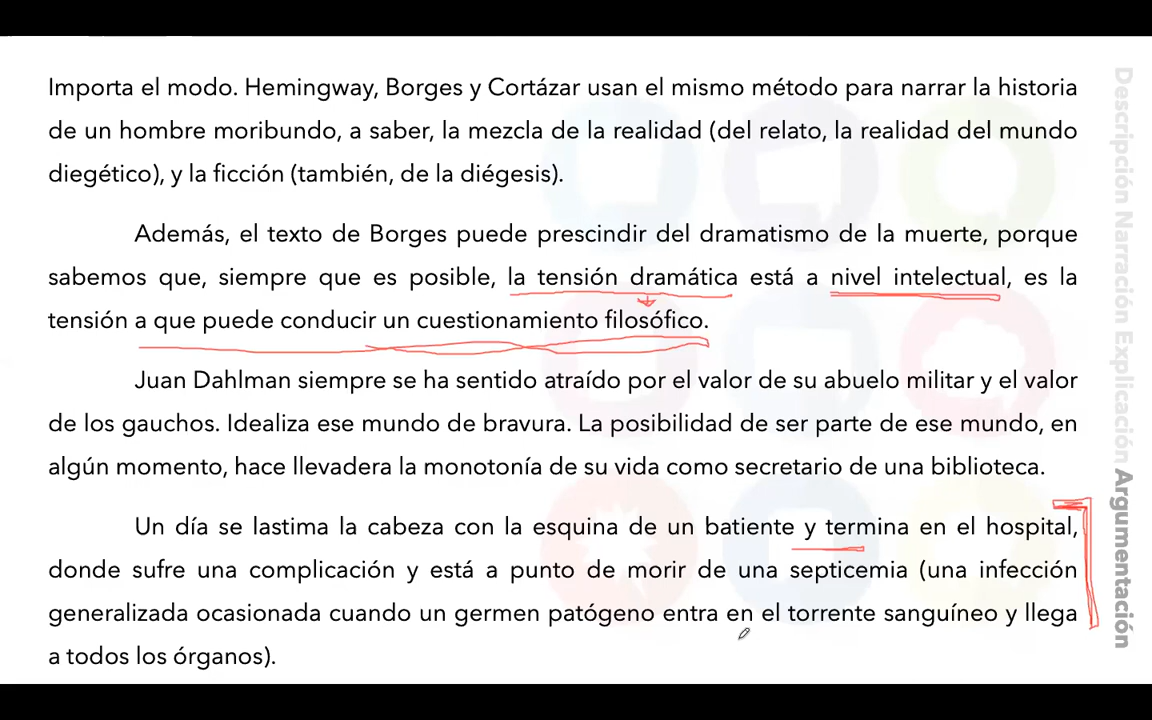 Importa el modo. Hemingway, Borges y Cortázar usan el mismo método para narrar la historia
de un hombre moribundo, a saber, la mezcla de la realidad (del relato, la realidad del mundo
diegético), y la ficción (también, de la diégesis).
Además, el texto de Borges puede prescindir del dramatismo de la muerte, porque
sabemos que, siempre que es posible, la tensión dramática está a nivel intelectual, es la
tensión a que puede conducir un cuestionamiento filosófico.
Juan Dahlman siempre se ha sentido atraído por el valor de su abuelo militar y el valor
de los gauchos. Idealiza ese mundo de bravura. La posibilidad de ser parte de ese mundo, en
algún momento, hace llevadera la monotonía de su vida como secretario de una biblioteca.
Un día se lastima la cabeza con la esquina de un batiente y termina en el hospital,
donde sufre una complicación y está a punto de morir de una septicemia (una infección
generalizada ocasionada cuando un germen patógeno entra en el torrente sanguíneo y llega
a todos los órganos).
Descripción Narración Explicación Argumentación